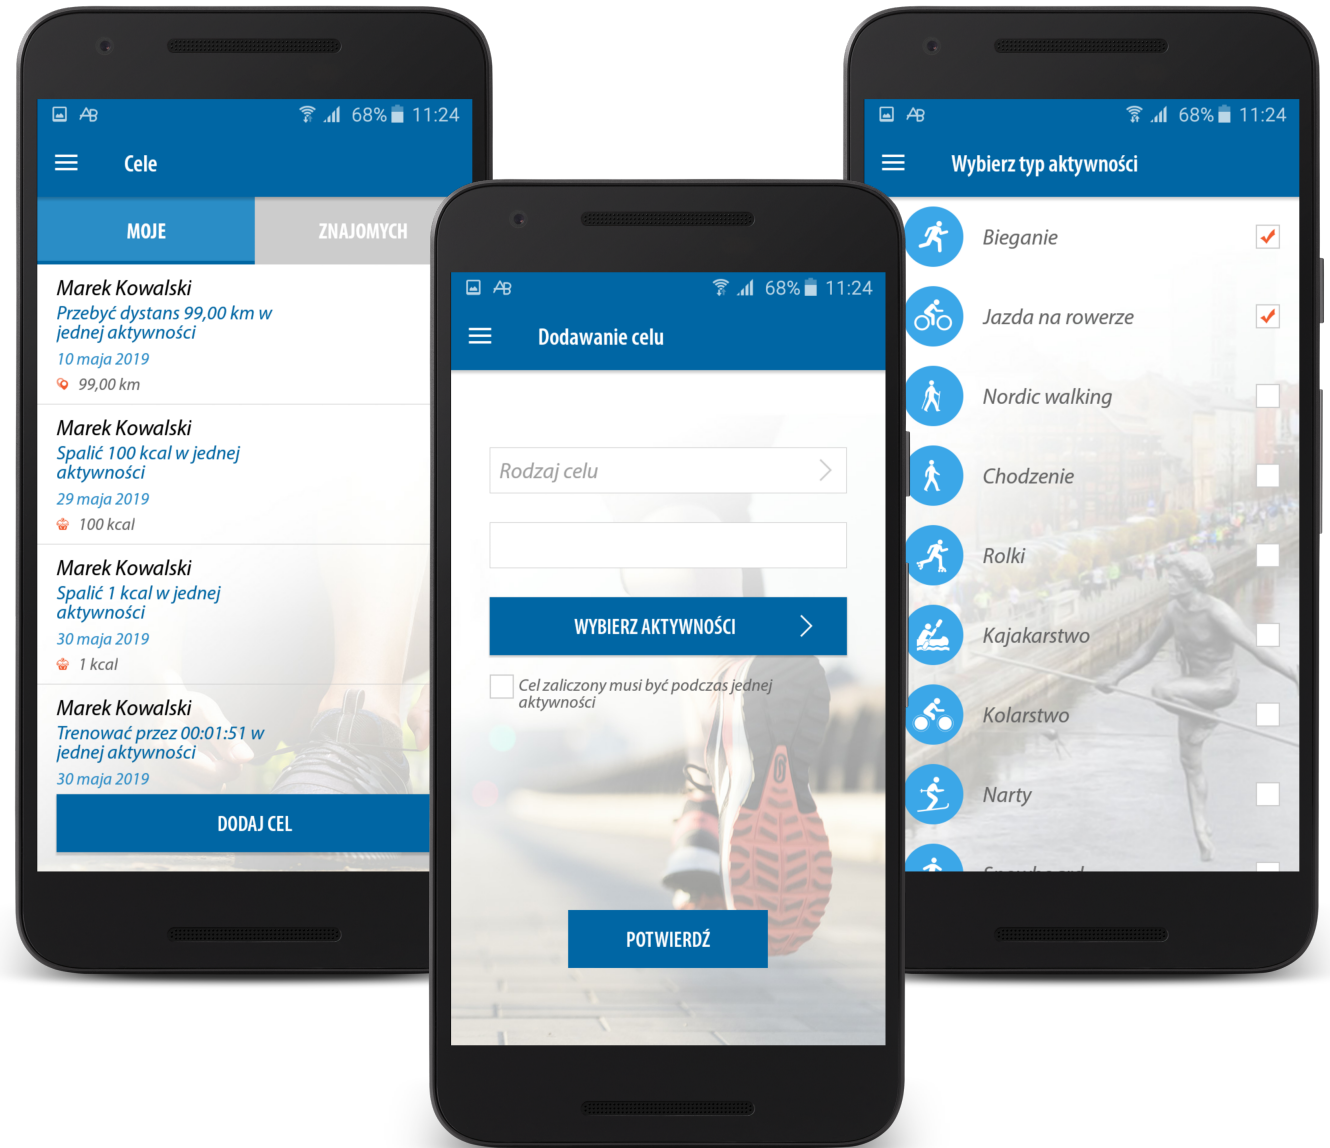 AB
68% 11:24
Cele
MOJE
ZNAJOMYCH
Marek Kowalski
Przebyć dystans 99,00 km w
jednej aktywności
10 maja 2019
99,00 km
Marek Kowalski
Spalić 100 kcal w jednej
aktywności
29 maja 2019
100 kcal
Marek Kowalski
Spalić 1 kcal w jednej
aktywności
30 maja 2019
1 kcal
Marek Kowalski
Trenować przez 00:01:51 w
jednej aktywności
30 maja 2019
DODAJ CEL
AB
68% 11:24
Dodawanie celu
Rodzaj celu
WYBIERZ AKTYWNOŚCI
Cel zaliczony musi być podczas jednej
aktywności
POTWIERDŹ
AB
68% 11:24
Wybierz typ aktywności
Bieganie
Jazda na rowerze
Nordic walking
Chodzenie
Rolki
Kajakarstwo
Kolarstwo
Narty
Snowboard